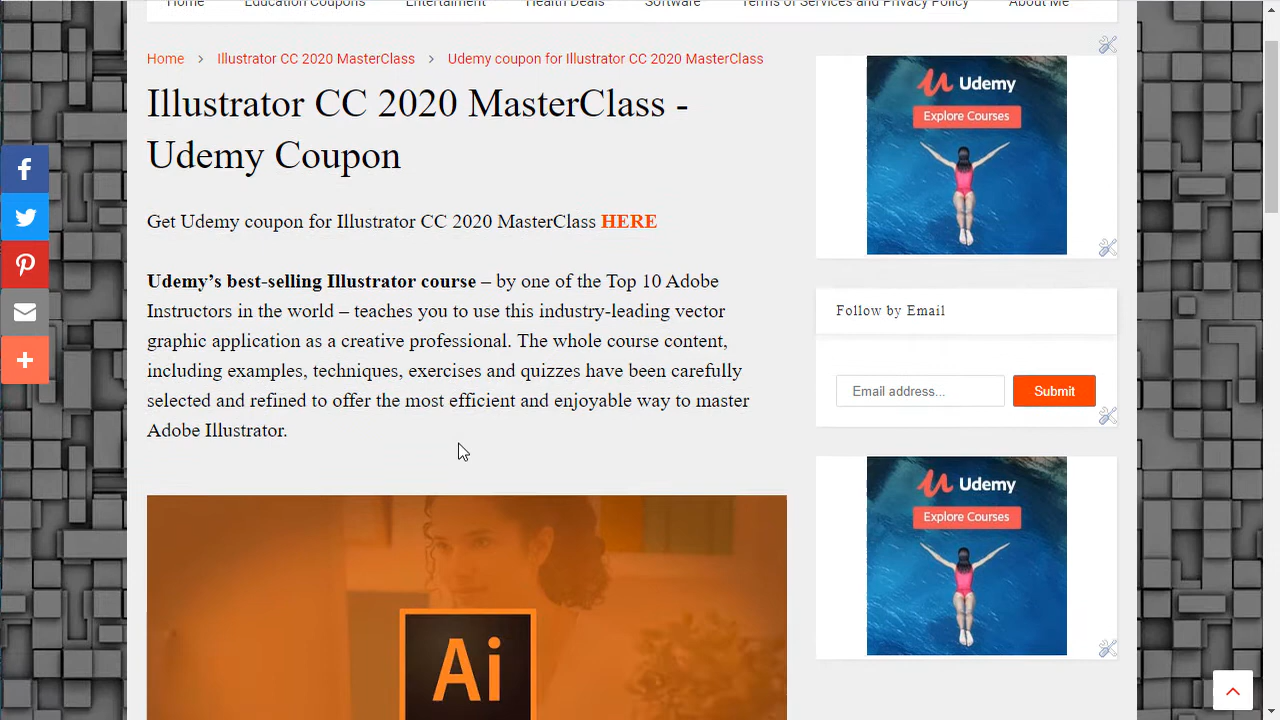 Home Education Coupons Entertaiment Health Deals Software Terms of Services and Privacy Policy About Me
Home > Illustrator CC 2020 MasterClass > Udemy coupon for Illustrator CC 2020 MasterClass
Illustrator CC 2020 MasterClass -
Udemy Coupon
Get Udemy coupon for Illustrator CC 2020 MasterClass HERE
Udemy’s best-selling Illustrator course – by one of the Top 10 Adobe
Instructors in the world – teaches you to use this industry-leading vector
graphic application as a creative professional. The whole course content,
including examples, techniques, exercises and quizzes have been carefully
selected and refined to offer the most efficient and enjoyable way to master
Adobe Illustrator.
Ai
Udemy
Explore Courses
Follow by Email
Email address...
Submit
Udemy
Explore Courses